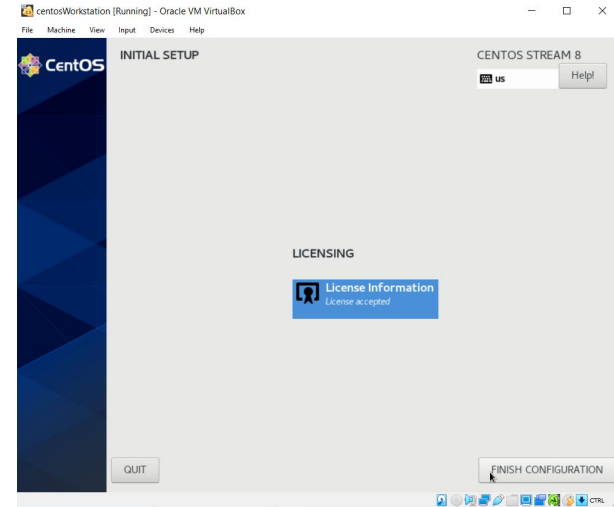 centosWorkstation [Running] - Oracle VM VirtualBox
File Machine View Input Devices Help
CentOS
INITIAL SETUP
CENTOS STREAM 8
us
Help!
LICENSING
License Information
License accepted
QUIT
FINISH CONFIGURATION
CTRL